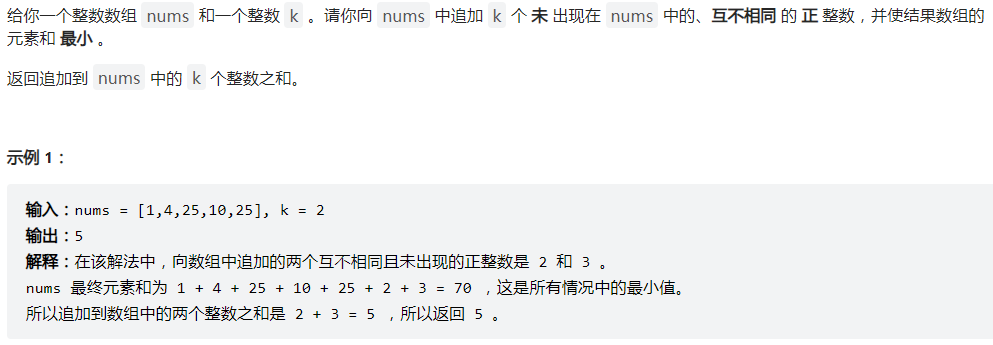 给你一个整数数组 nums 和一个整数 k 。请你向 nums 中追加 k 个 未 出现在 nums 中的、互不相同 的 正 整数，并使结果数组的
元素和 最小 。
返回追加到 nums 中的 k 个整数之和。
示例 1：
输入：nums = [1,4,25,10,25], k = 2
输出：5
解释：在该解法中，向数组中追加的两个互不相同且未出现的正整数是 2 和 3 。
nums 最终元素和为 1 + 4 + 25 + 10 + 25 + 2 + 3 = 70 ，这是所有情况中的最小值。
所以追加到数组中的两个整数之和是 2 + 3 = 5 ，所以返回 5 。